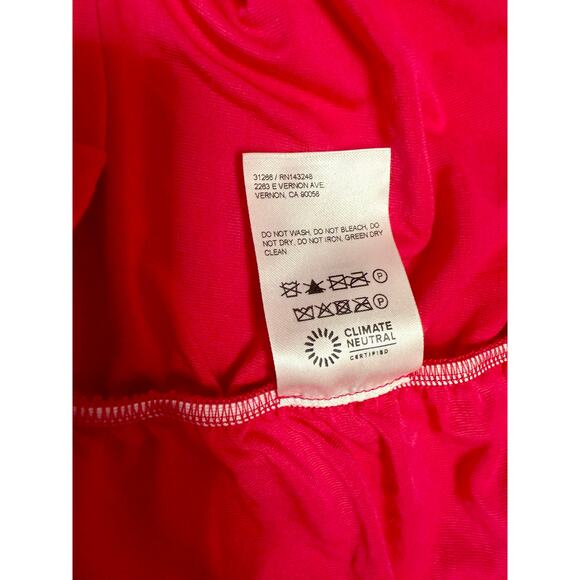 31266 / RN143248
2263 E VERNON AVE.
VERNON, CA 90058
DO NOT WASH, DO NOT BLEACH, DO
NOT DRY, DO NOT IRON, GREEN DRY
CLEAN
P
P
CLIMATE
NEUTRAL
CERTIFIED